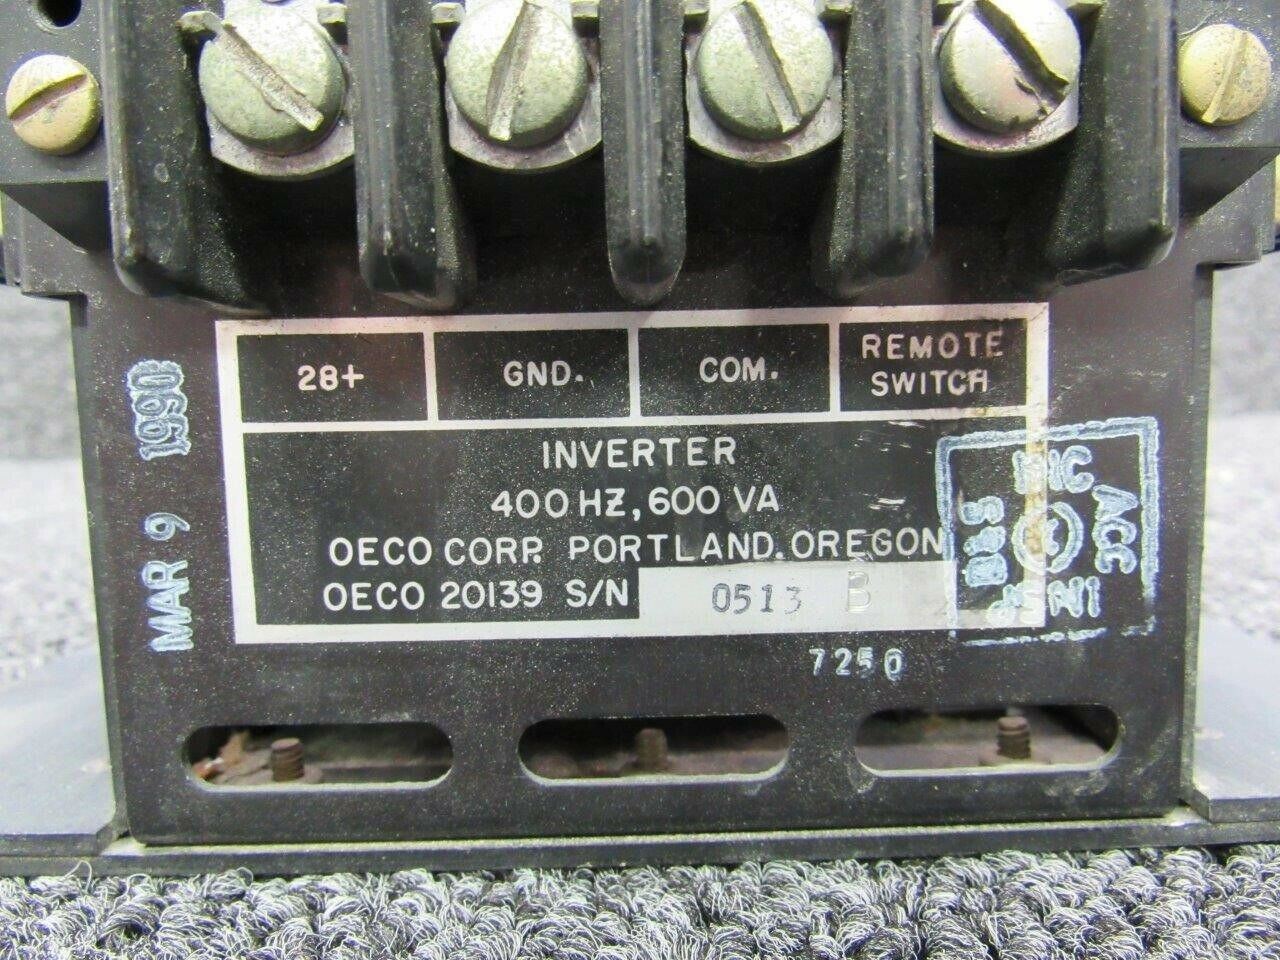 28+ GND. COM. REMOTE SWITCH
INVERTER
400 HZ, 600 VA
OECO CORP. PORTLAND. OREGON
OECO 20139 S/N 0513 B
7250
MAR 9 1990